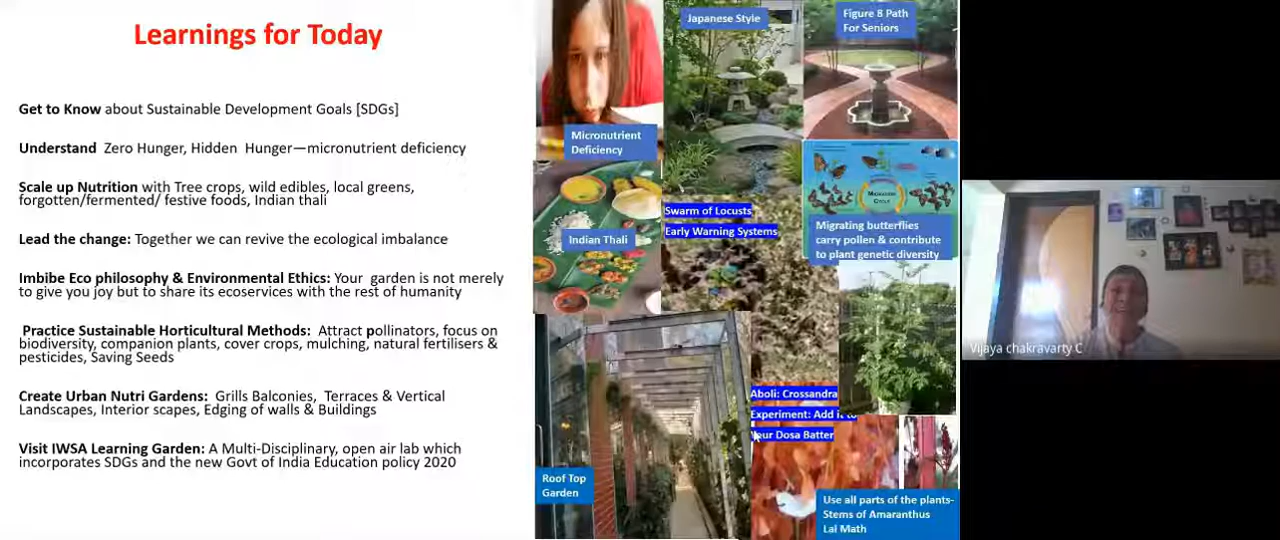 Learnings for Today
Get to Know about Sustainable Development Goals [SDGs]
Understand Zero Hunger, Hidden Hunger—micronutrient deficiency
Scale up Nutrition with Tree crops, wild edibles, local greens,
forgotten/fermented/ festive foods, Indian thali
Lead the change: Together we can revive the ecological imbalance
Imbibe Eco philosophy & Environmental Ethics: Your garden is not merely
to give you joy but to share its ecoservices with the rest of humanity
Practice Sustainable Horticultural Methods: Attract pollinators, focus on
biodiversity, companion plants, cover crops, mulching, natural fertilisers &
pesticides, Saving Seeds
Create Urban Nutri Gardens: Grills Balconies, Terraces & Vertical
Landscapes, Interior scapes, Edging of walls & Buildings
Visit IWSA Learning Garden: A Multi-Disciplinary, open air lab which
incorporates SDGs and the new Govt of India Education policy 2020
Micronutrient
Deficiency
Japanese Style
Figure 8 Path
For Seniors
Indian Thali
Swarm of Locusts
Early Warning Systems
Migrating butterflies
carry pollen & contribute
to plant genetic diversity
Roof Top
Garden
Aboli: Crossandra
Experiment: Add it to
Your Dosa Batter
Use all parts of the plants-
Stems of Amaranthus
Lal Math
Vijaya chakravarty C